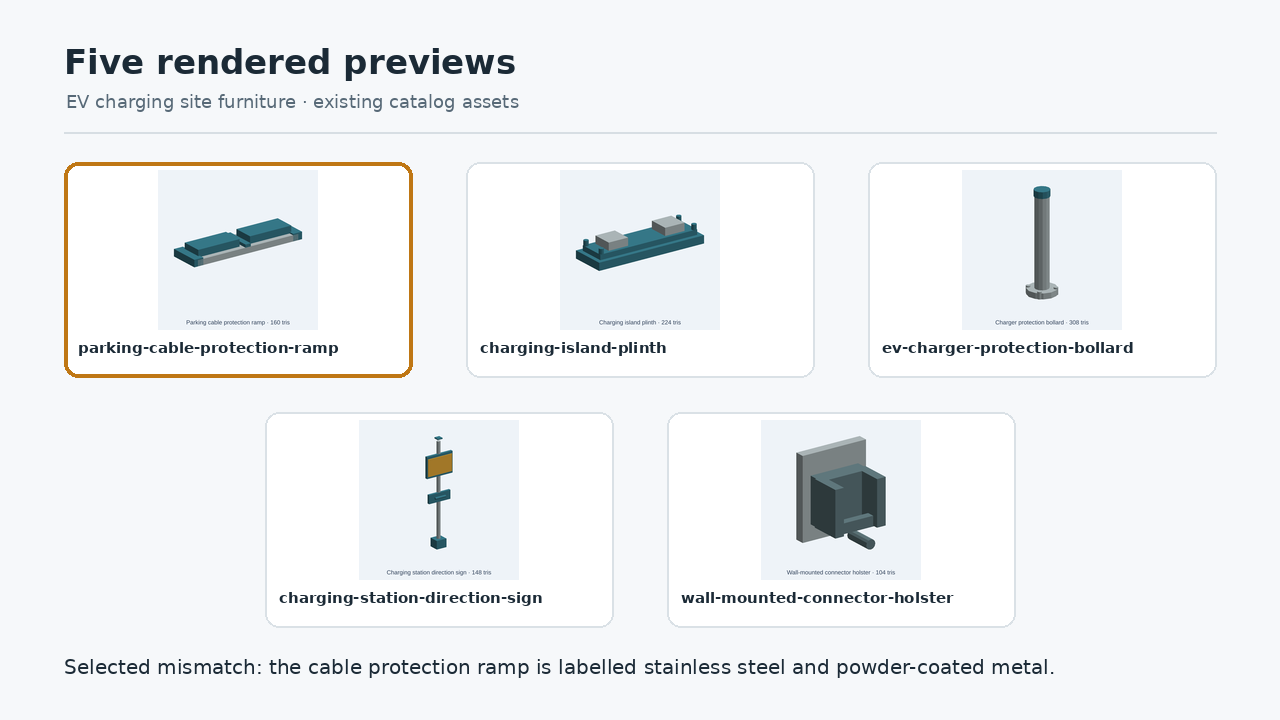 Five rendered previews
EV charging site furniture · existing catalog assets
Parking cable protection ramp · 160 tris
parking-cable-protection-ramp
Charging island plinth · 224 tris
charging-island-plinth
Charger protection bollard · 308 tris
ev-charger-protection-bollard
Charging station direction sign · 148 tris
charging-station-direction-sign
Wall-mounted connector holster · 104 tris
wall-mounted-connector-holster
Selected mismatch: the cable protection ramp is labelled stainless steel and powder-coated metal.